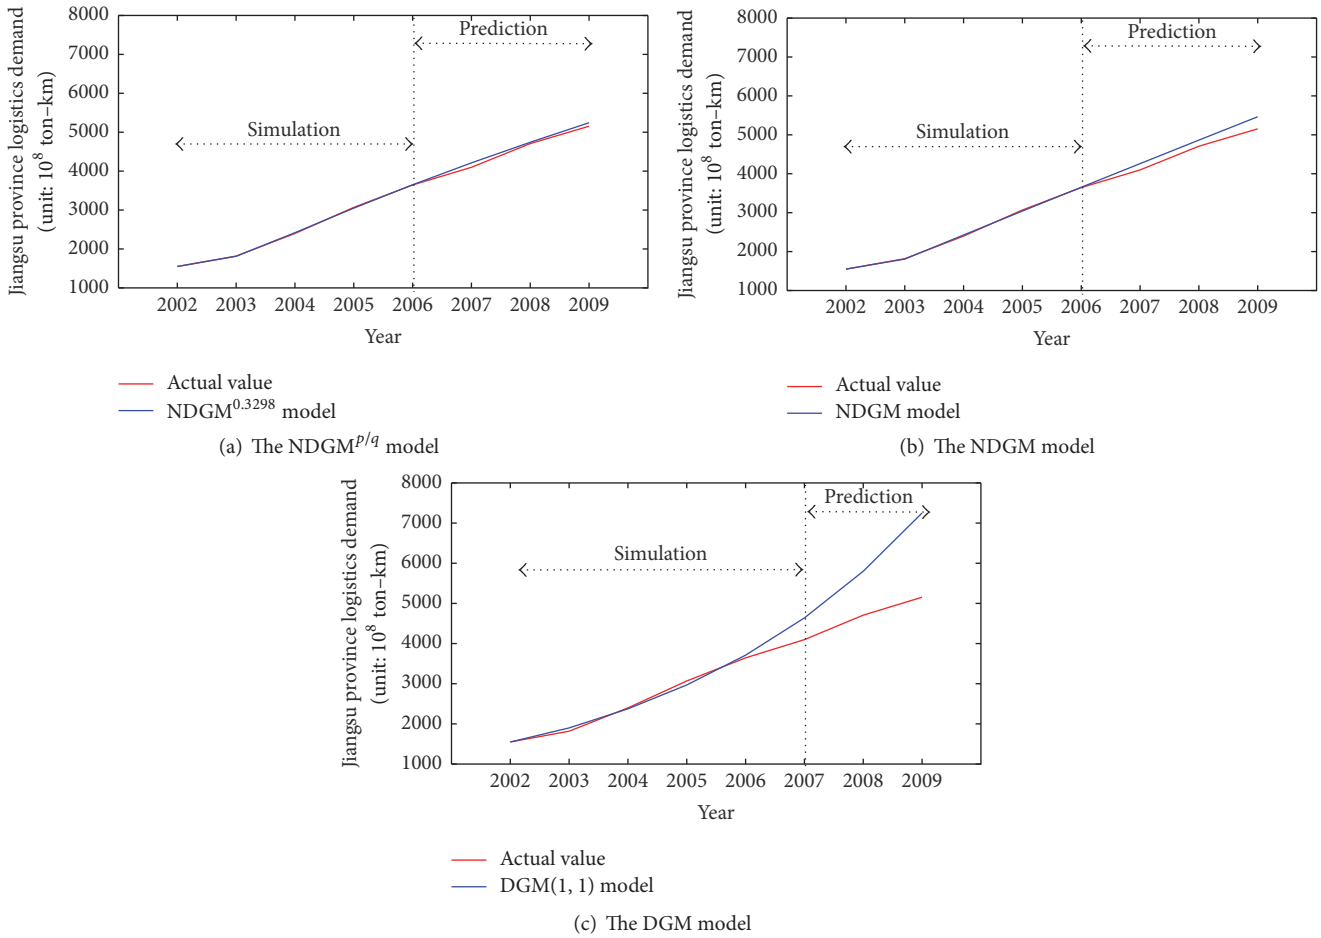 Jiangsu province logistics demand
(unit: 10^8 ton–km)
8000
7000
6000
5000
4000
3000
2000
1000
Prediction
Simulation
2002 2003 2004 2005 2006 2007 2008 2009
Year
Actual value
NDGM^0.3298 model
(a) The NDGM^p/q model
Jiangsu province logistics demand
(unit: 10^8 ton–km)
8000
7000
6000
5000
4000
3000
2000
1000
Prediction
Simulation
2002 2003 2004 2005 2006 2007 2008 2009
Year
Actual value
NDGM model
(b) The NDGM model
Jiangsu province logistics demand
(unit: 10^8 ton–km)
8000
7000
6000
5000
4000
3000
2000
1000
Prediction
Simulation
2002 2003 2004 2005 2006 2007 2008 2009
Year
Actual value
DGM(1, 1) model
(c) The DGM model